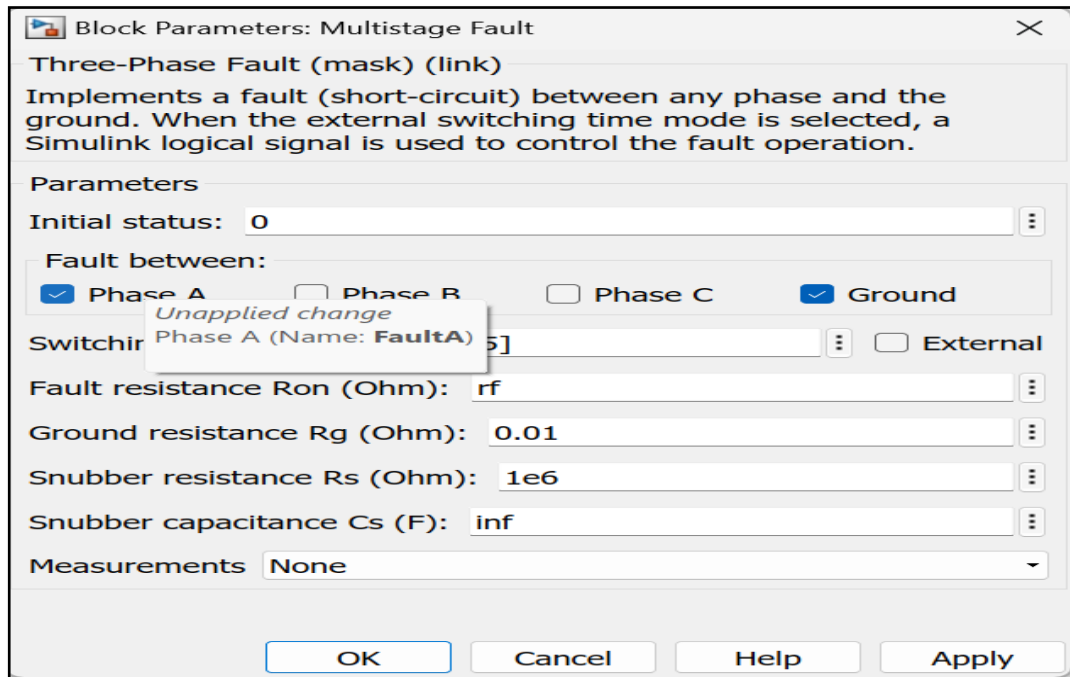 Block Parameters: Multistage Fault
Three-Phase Fault (mask) (link)
Implements a fault (short-circuit) between any phase and the
ground. When the external switching time mode is selected, a
Simulink logical signal is used to control the fault operation.
Parameters
Initial status: 0
Fault between:
Phase A Phase B Phase C Ground
Unapplied change
Phase A (Name: FaultA)
5] External
Fault resistance Ron (Ohm): rf
Ground resistance Rg (Ohm): 0.01
Snubber resistance Rs (Ohm): 1e6
Snubber capacitance Cs (F): inf
Measurements None
OK Cancel Help Apply